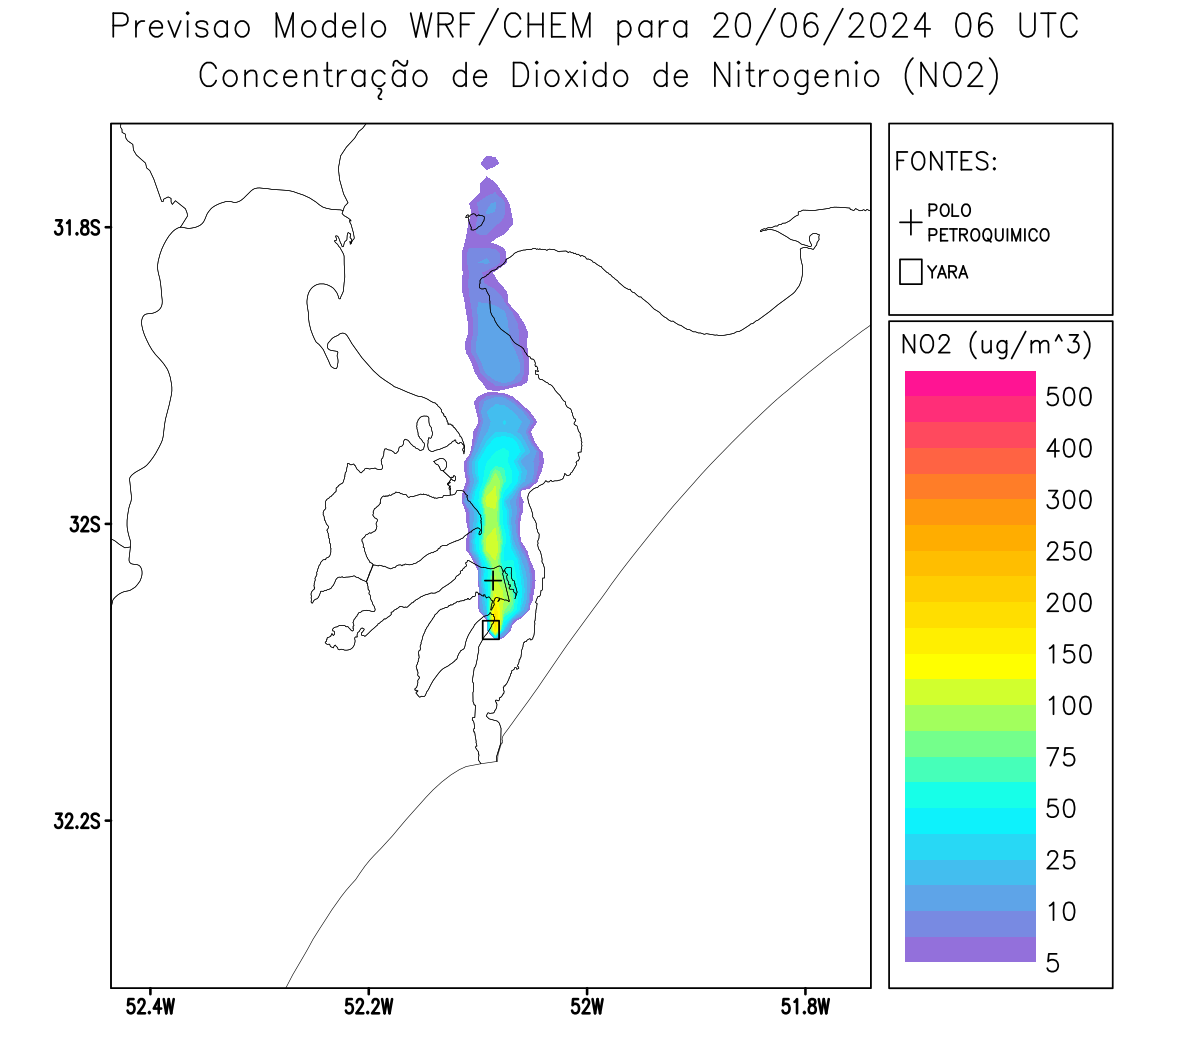 Previsao Modelo WRF/CHEM para 20/06/2024 06 UTC
Concentração de Dioxido de Nitrogenio (NO2)
FONTES:
POLO
PETROQUIMICO
YARA
NO2 (ug/m^3)
500
400
300
250
200
150
100
75
50
25
10
5
31.8S
32S
32.2S
52.4W
52.2W
52W
51.8W